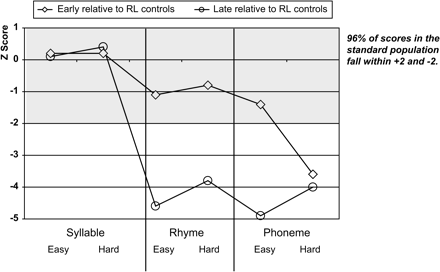 Early relative to RL controls Late relative to RL controls
Z Score
1
0
-1
-2
-3
-4
-5
96% of scores in the
standard population
fall within +2 and -2.
Syllable Rhyme Phoneme
Easy Hard Easy Hard Easy Hard